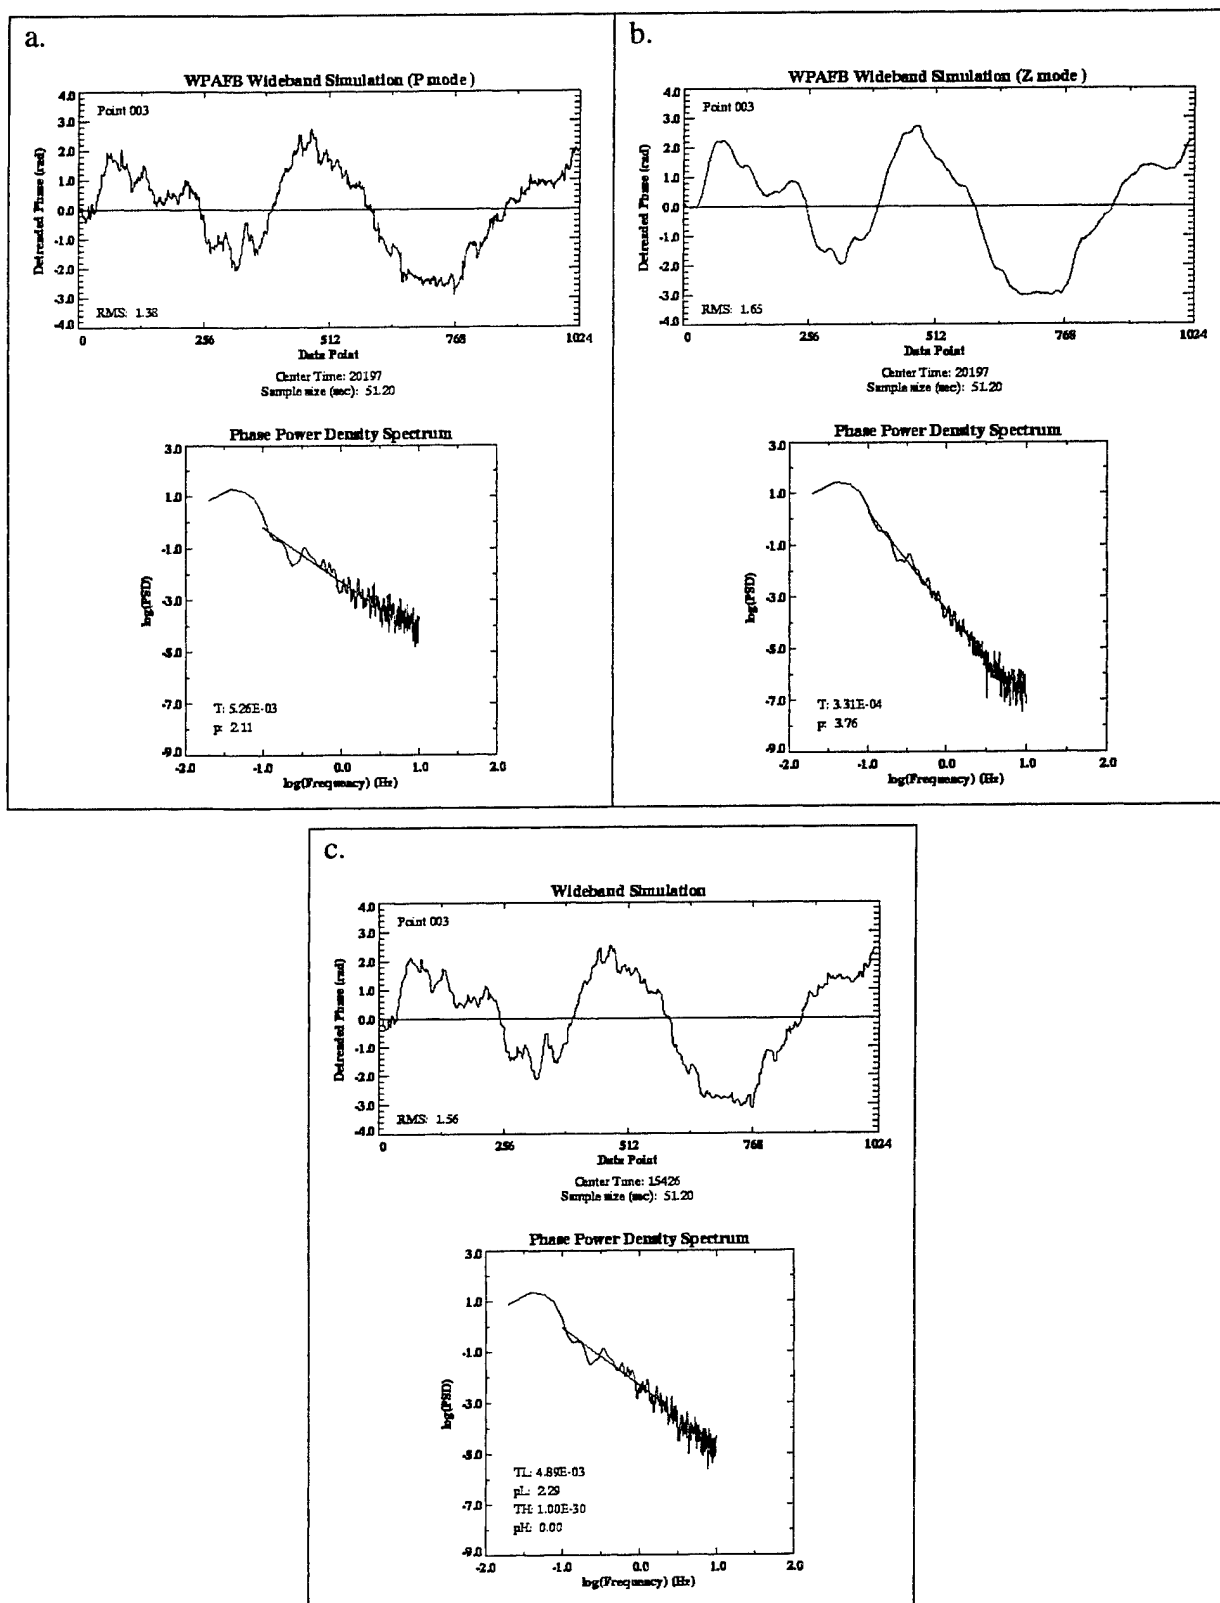 a.
WPAFB Wideband Simulation (P mode)
4.0
3.0
2.0
1.0
0.0
-1.0
-2.0
-3.0
-4.0
Detrended Phase (rad)
Point 003
RMS: 1.38
0 256 512 768 1024
Data Point
Center Time: 20197
Sample size (sec): 51.20
Phase Power Density Spectrum
3.0
1.0
-1.0
-3.0
-5.0
-7.0
-9.0
log(PSD)
T: 5.26E-03
p: 2.11
-2.0 -1.0 0.0 1.0 2.0
log(Frequency) (Hz)
b.
WPAFB Wideband Simulation (Z mode)
4.0
3.0
2.0
1.0
0.0
-1.0
-2.0
-3.0
-4.0
Detrended Phase (rad)
Point 003
RMS: 1.65
0 256 512 768 1024
Data Point
Center Time: 20197
Sample size (sec): 51.20
Phase Power Density Spectrum
3.0
1.0
-1.0
-3.0
-5.0
-7.0
-9.0
log(PSD)
T: 3.31E-04
p: 3.76
-2.0 -1.0 0.0 1.0 2.0
log(Frequency) (Hz)
c.
Wideband Simulation
4.0
3.0
2.0
1.0
0.0
-1.0
-2.0
-3.0
-4.0
Detrended Phase (rad)
Point 003
RMS: 1.56
0 256 512 768 1024
Data Point
Center Time: 15426
Sample size (sec): 51.20
Phase Power Density Spectrum
3.0
1.0
-1.0
-3.0
-5.0
-7.0
-9.0
log(PSD)
TL: 4.89E-03
pL: 2.29
TH: 1.00E-30
pH: 0.00
-2.0 -1.0 0.0 1.0 2.0
log(Frequency) (Hz)